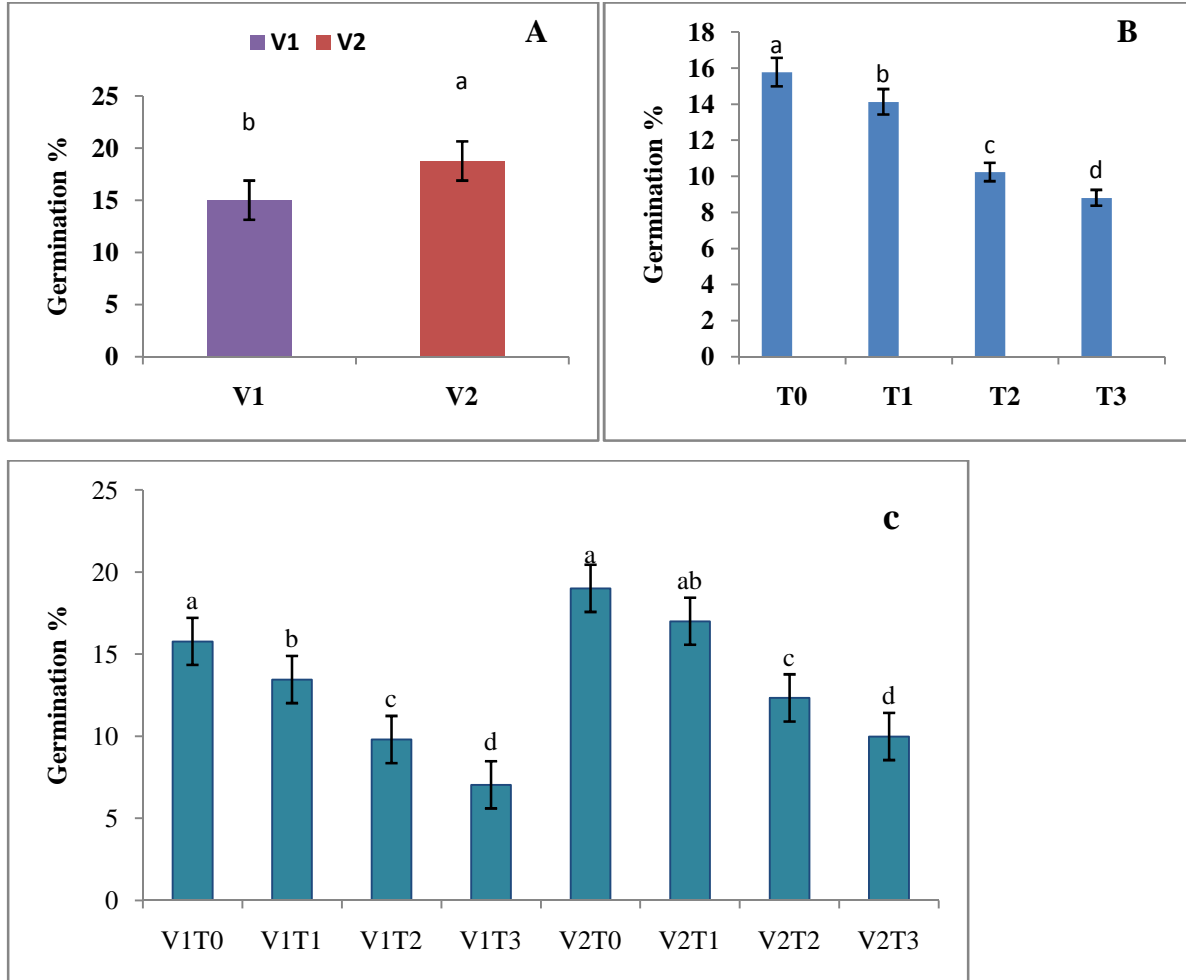 A
V1 V2
Germination %
25
20
15
10
5
0
b
a
V1 V2
B
Germination %
18
16
14
12
10
8
6
4
2
0
a
b
c
d
T0 T1 T2 T3
c
Germination %
25
20
15
10
5
0
a
b
c
d
a
ab
c
d
V1T0 V1T1 V1T2 V1T3 V2T0 V2T1 V2T2 V2T3